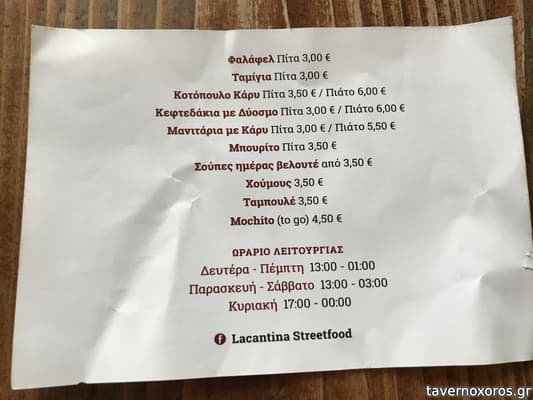 Φαλάφελ Πίτα 3,00 €
Ταμίγια Πίτα 3,00 €
Κοτόπουλο Κάρυ Πίτα 3,50 € / Πιάτο 6,00 €
Κεφτεδάκια με Δύοσμο Πίτα 3,00 € / Πιάτο 6,00 €
Μανιτάρια με Κάρυ Πίτα 3,00 € / Πιάτο 5,50 €
Μπουρίτο Πίτα 3,50 €
Σούπες ημέρας βελουτέ από 3,50 €
Χούμους 3,50 €
Ταμπουλέ 3,50 €
Mochito (to go) 4,50 €
ΩΡΑΡΙΟ ΛΕΙΤΟΥΡΓΙΑΣ
Δευτέρα - Πέμπτη 13:00 - 01:00
Παρασκευή - Σάββατο 13:00 - 03:00
Κυριακή 17:00 - 00:00
f Lacantina Streetfood
tavernoxoros.gr